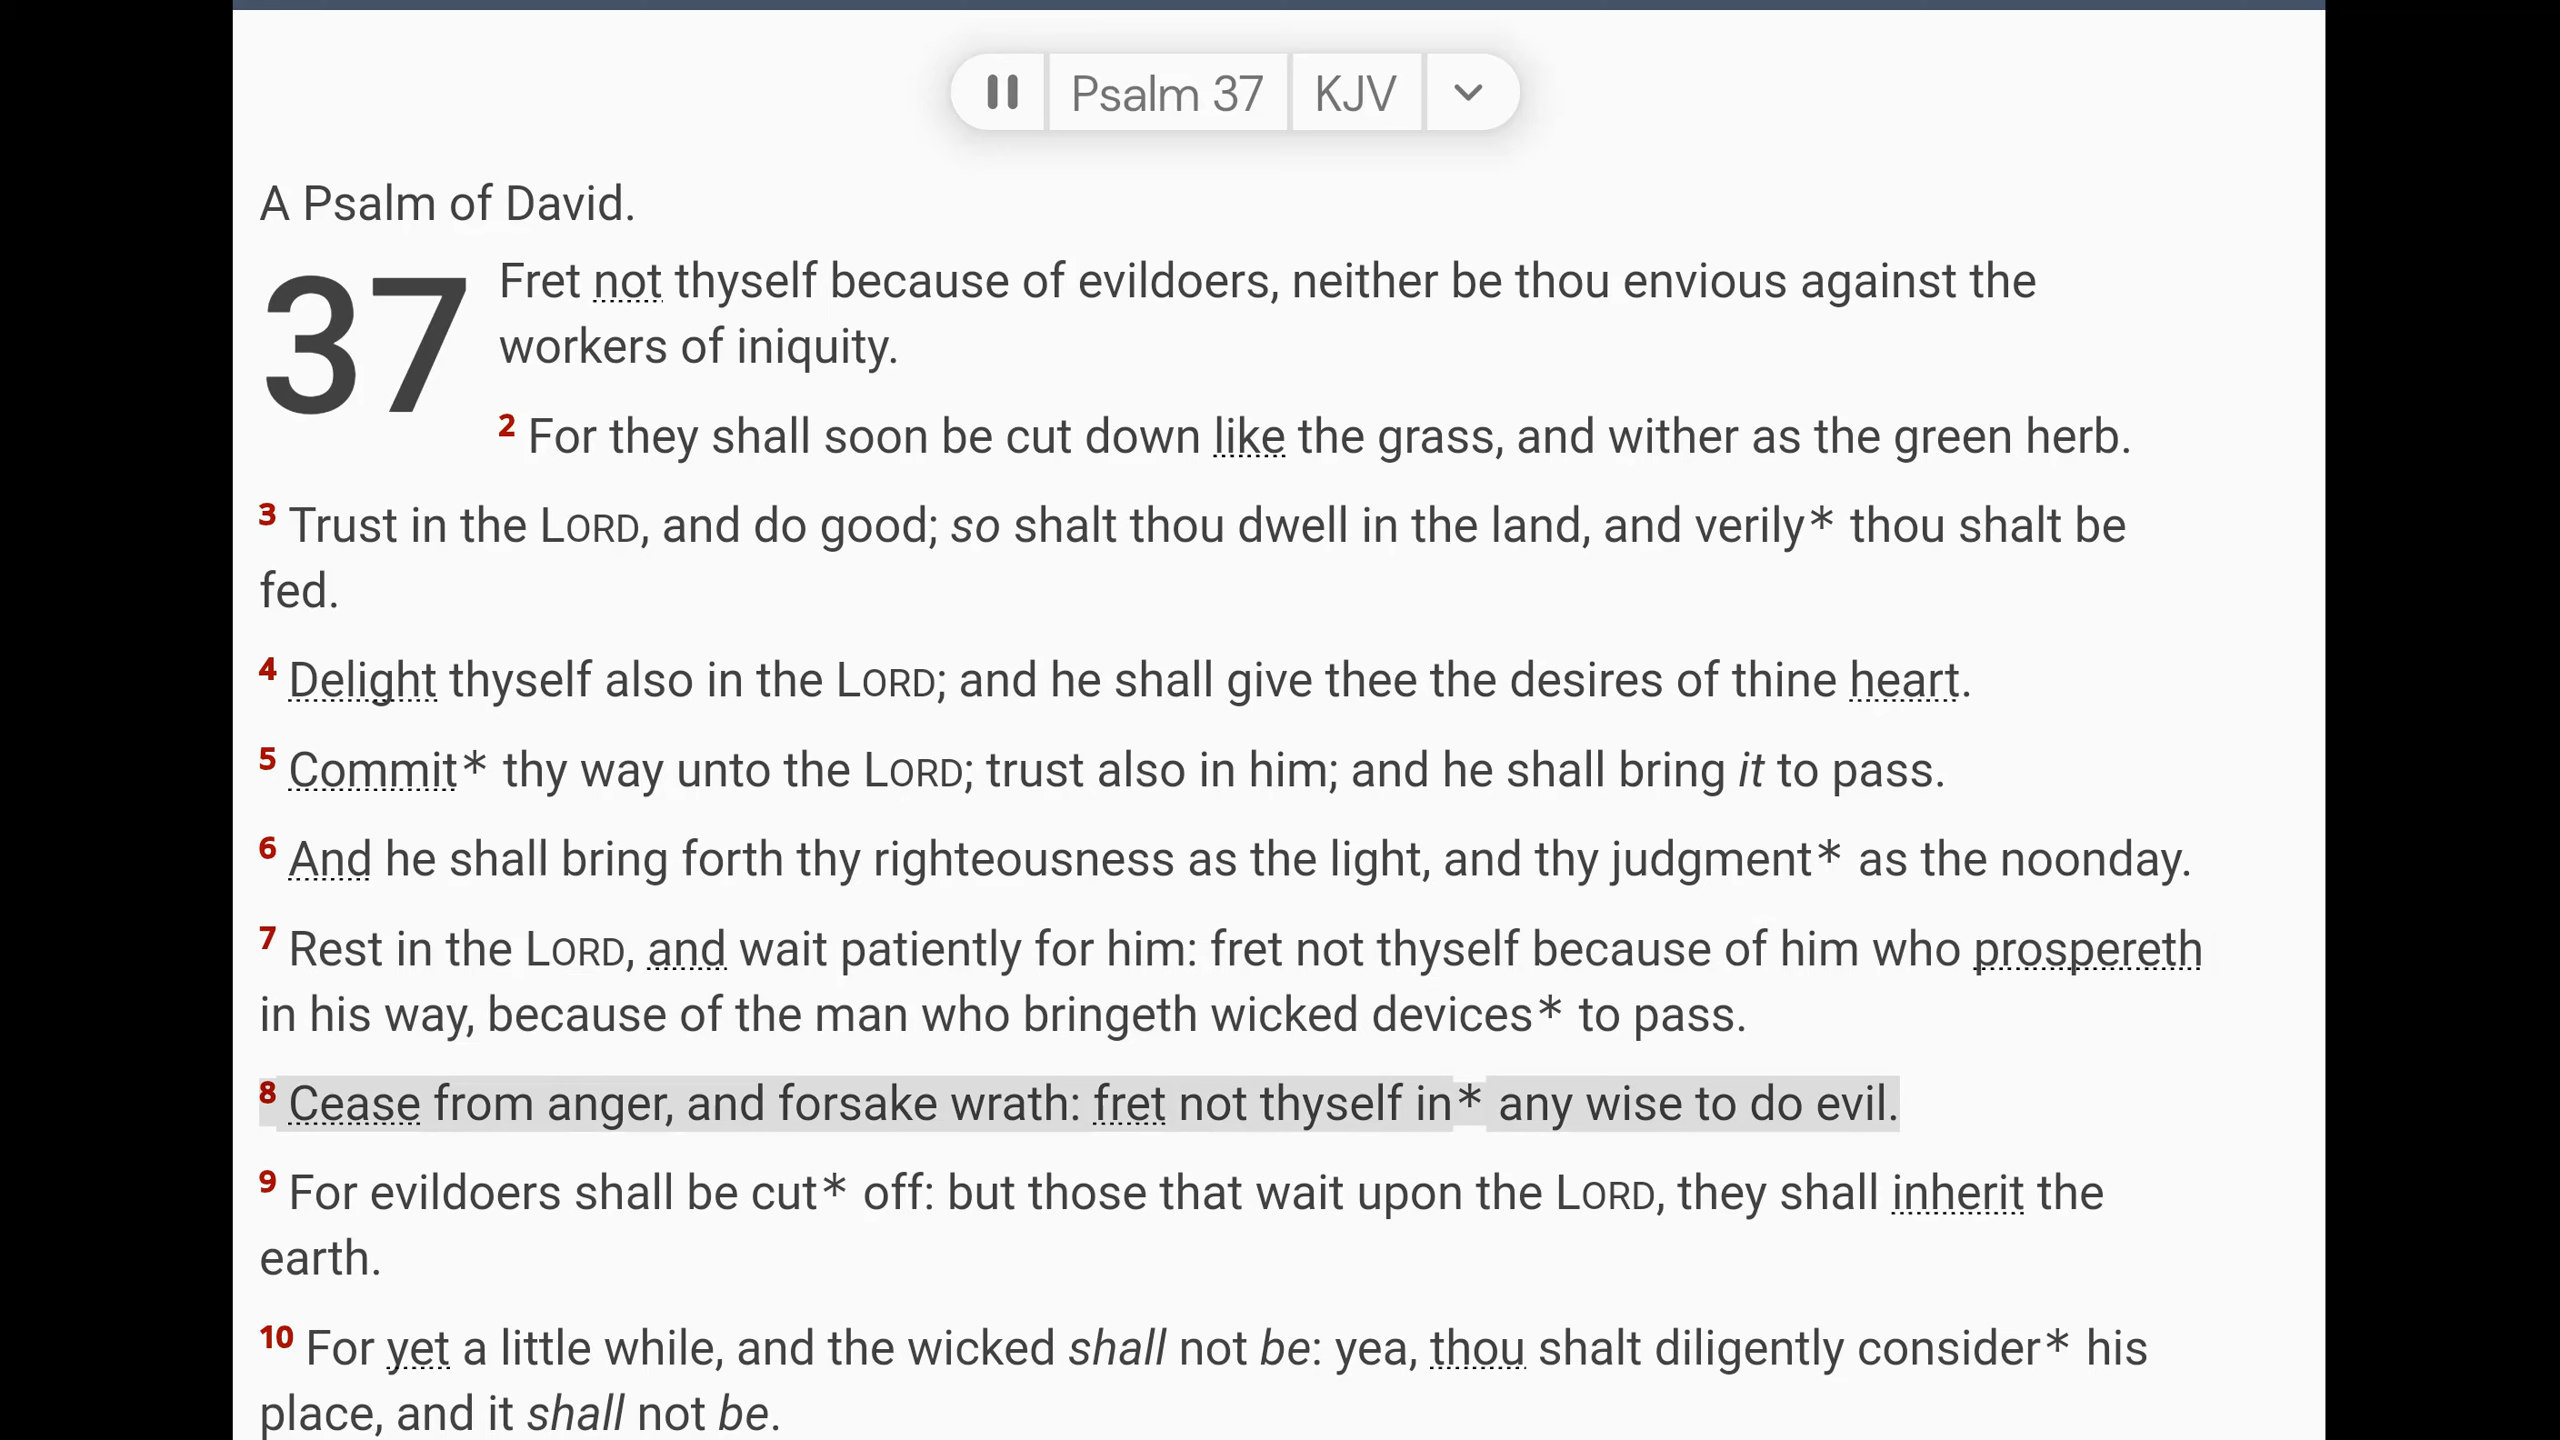 Psalm 37 KJV
A Psalm of David.
37 Fret not thyself because of evildoers, neither be thou envious against the
workers of iniquity.
2 For they shall soon be cut down like the grass, and wither as the green herb.
3 Trust in the LORD, and do good; so shalt thou dwell in the land, and verily* thou shalt be
fed.
4 Delight thyself also in the LORD; and he shall give thee the desires of thine heart.
5 Commit* thy way unto the LORD; trust also in him; and he shall bring it to pass.
6 And he shall bring forth thy righteousness as the light, and thy judgment* as the noonday.
7 Rest in the LORD, and wait patiently for him: fret not thyself because of him who prospereth
in his way, because of the man who bringeth wicked devices* to pass.
8 Cease from anger, and forsake wrath: fret not thyself in* any wise to do evil.
9 For evildoers shall be cut* off: but those that wait upon the LORD, they shall inherit the
earth.
10 For yet a little while, and the wicked shall not be: yea, thou shalt diligently consider* his
place, and it shall not be.